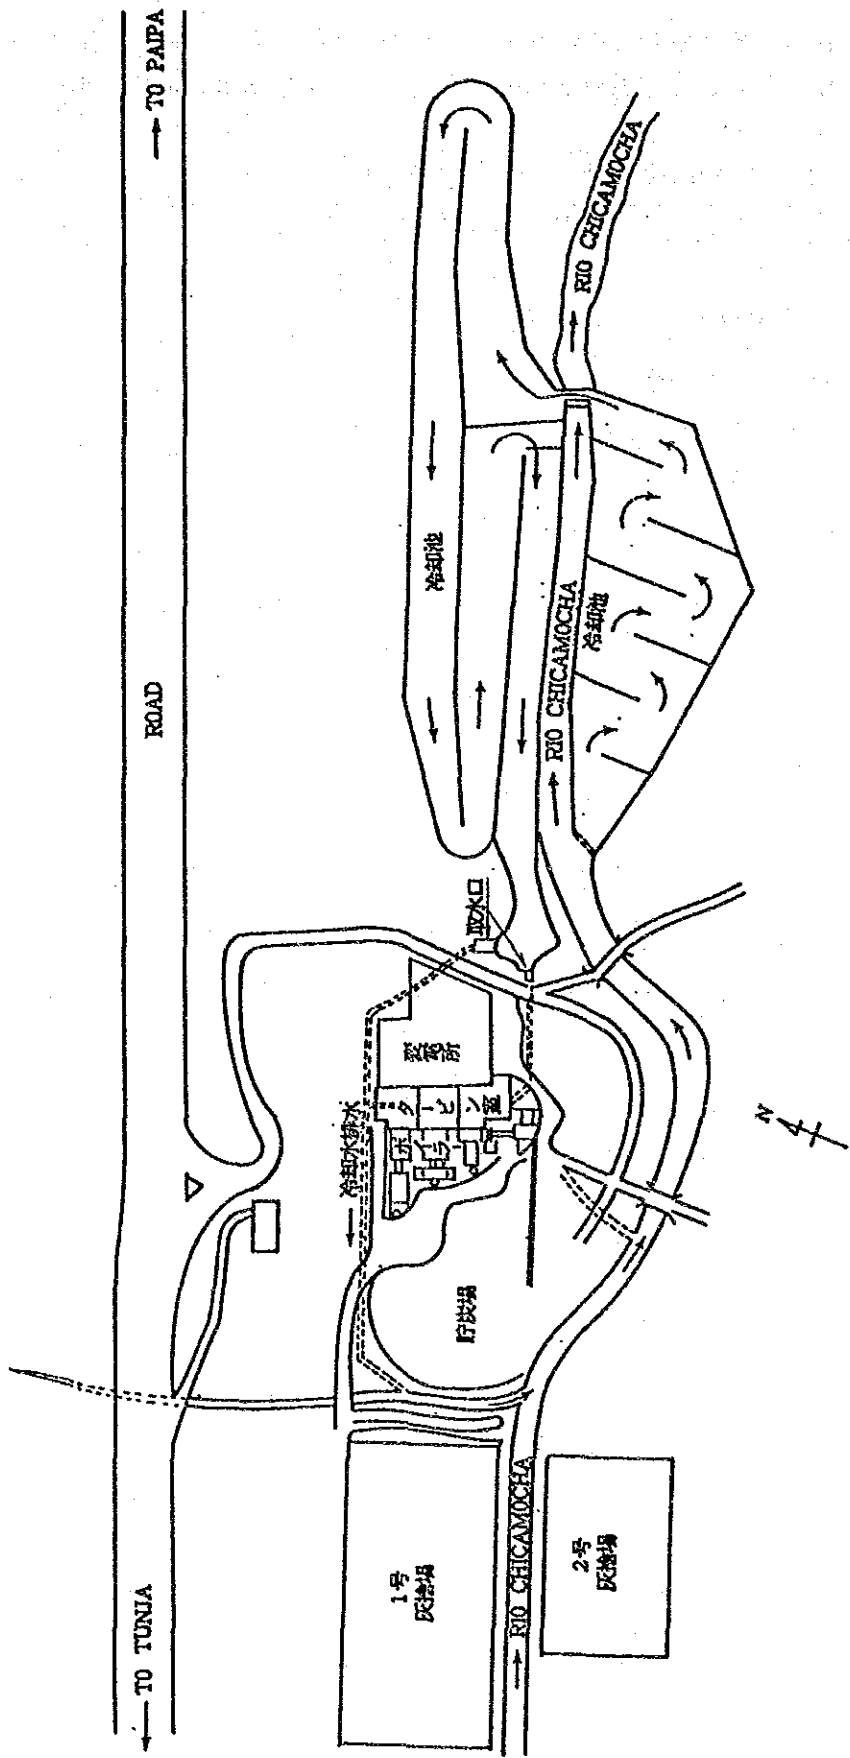 ← TO TUNJA
ROAD
→ TO PAIPA
1号
灰捨場
RIO CHICAMOCHA
2号
灰捨場
貯炭場
冷却水排水
ボイラー
タービン室
変電所
取水口
冷却池
RIO CHICAMOCHA
冷却池
RIO CHICAMOCHA
N